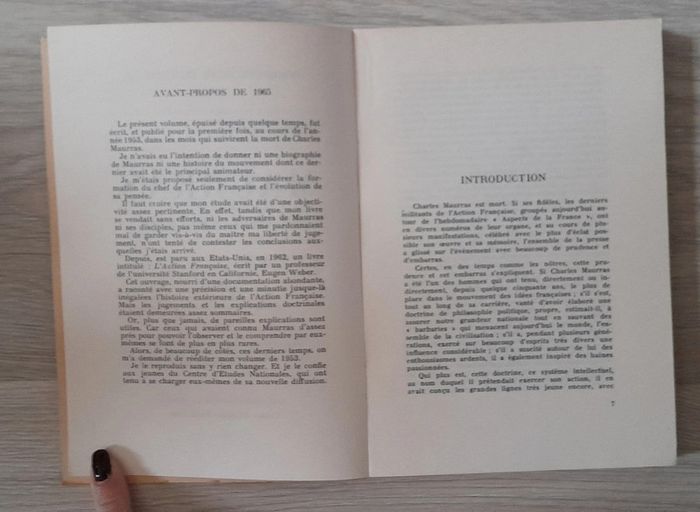 AVANT-PROPOS DE 1965
Le présent volume, épuisé depuis quelque temps, fut
écrit, et publié pour la première fois, au cours de l'an-
née 1953, dans les mois qui suivirent la mort de Charles
Maurras.
Je n'avais eu l'intention de donner ni une biographie
de Maurras ni une histoire du mouvement dont ce der-
nier avait été le principal animateur.
Je m'étais proposé seulement de considérer la for-
mation du chef de l'Action Française et l'évolution de
sa pensée.
Il faut croire que mon étude était d'une objecti-
vité assez pertinente. En effet, tandis que mon livre
se vendait sans efforts, ni les adversaires de Maurras
ni ses disciples, pas même ceux qui me pardonnaient
mal de garder vis-à-vis du maître ma liberté de juge-
ment, n'ont tenté de contester les conclusions aux-
quelles j'étais arrivé.
Depuis, est paru aux Etats-Unis, en 1962, un livre
intitulé : L'Action Française, écrit par un professeur
de l'université Stanford en Californie, Eugen Weber.
Cet ouvrage, nourri d'une documentation abondante,
a raconté avec une précision et une minutie jusque-là
inégalées l'histoire extérieure de l'Action Française.
Mais les jugements et les explications doctrinales
étaient demeurées assez sommaires.
Or, plus que jamais, de pareilles explications sont
utiles. Car ceux qui avaient connu Maurras d'assez
près pour pouvoir l'observer et le comprendre par eux-
mêmes se font de plus en plus rares.
Alors, de beaucoup de côtés, ces derniers temps, on
m'a demandé de rééditer mon volume de 1953.
Je le reproduis sans y rien changer. Et je le confie
aux jeunes du Centre d'Etudes Nationales, qui ont
tenu à se charger eux-mêmes de sa nouvelle diffusion.
INTRODUCTION
Charles Maurras est mort. Si ses fidèles, les derniers
militants de l'Action Française, groupés aujourd'hui au-
tour de l'hebdomadaire « Aspects de la France », ont
en divers numéros de leur organe, et au cours de plu-
sieurs manifestations, célébré avec le plus d'éclat pos-
sible son œuvre et sa mémoire, l'ensemble de la presse
a glissé sur l'événement avec beaucoup de prudence et
d'embarras.
Certes, en des temps comme les nôtres, cette pru-
dence et cet embarras s'expliquent. Si Charles Maurras
a été l'un des hommes qui ont tenu, directement ou in-
directement, depuis quelque cinquante ans, le plus de
place dans le mouvement des idées françaises ; s'il s'est,
tout au long de sa carrière, vanté d'avoir élaboré une
doctrine de philosophie politique, propre, estimait-il, à
assurer notre grandeur nationale tout en sauvant des
« barbaries » qui menacent aujourd'hui le monde, l'en-
semble de la civilisation ; s'il a, pendant plusieurs géné-
rations, exercé sur beaucoup d'esprits très divers une
influence considérable ; s'il a suscité autour de lui des
enthousiasmes ardents, il a également inspiré des haines
passionnées.
Qui plus est, cette doctrine, ce système intellectuel,
au nom duquel il prétendait exercer son action, il en
avait conçu les grandes lignes très jeune encore, avec
7